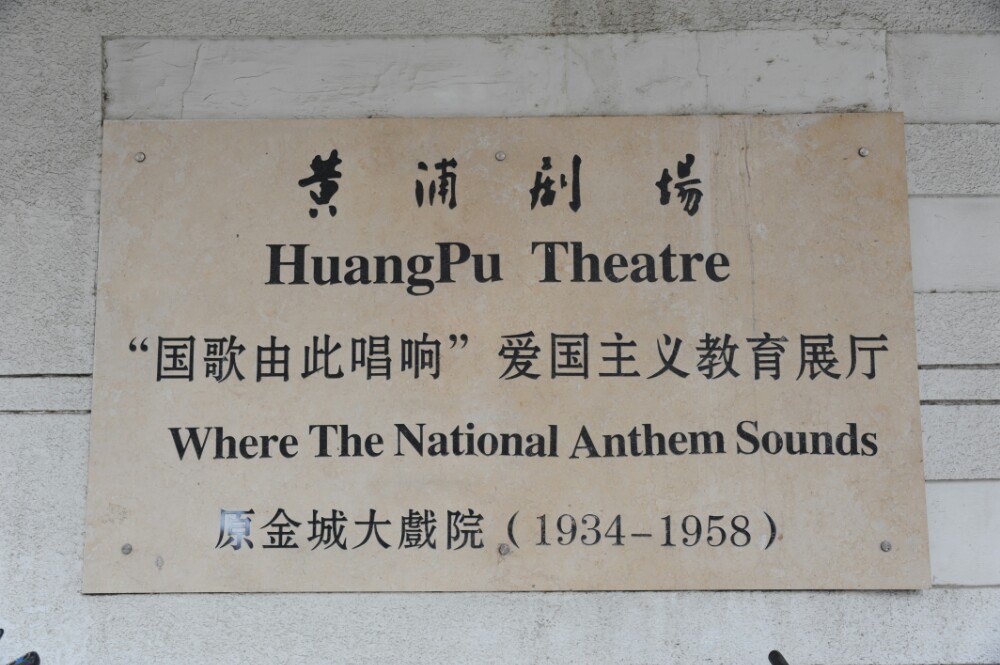 黄浦剧場
HuangPu Theatre
“国歌由此唱响”爱国主义教育展厅
Where The National Anthem Sounds
原金城大戲院（1934-1958）